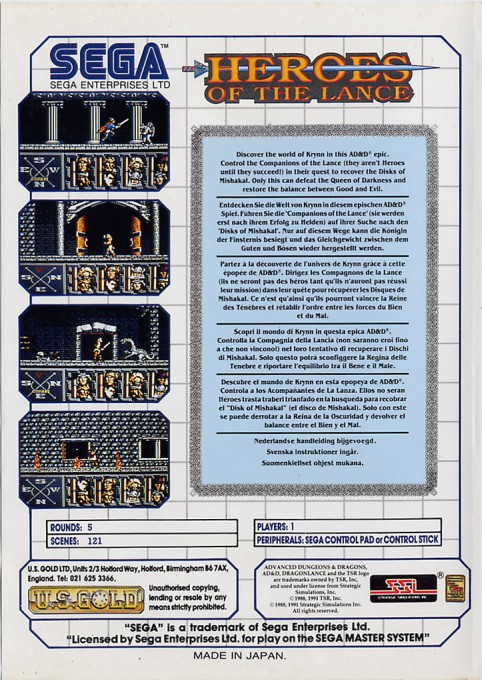 SEGA™
SEGA ENTERPRISES LTD
HEROES
OF THE LANCE
Discover the world of Krynn in this AD&D® epic.
Control the Companions of the Lance (they aren't Heroes
until they succeed!) in their quest to recover the Disks of
Mishakal. Only this can defeat the Queen of Darkness and
restore the balance between Good and Evil.
Entdecken Sie die Welt von Krynn in diesem epischen AD&D®
Spiel. Führen Sie die 'Companions of the Lance' (sie werden
erst nach ihrem Erfolg zu Helden) auf ihrer Suche nach den
'Disks of Mishakal'. Nur auf diesem Wege kann die Königin
der Finsternis besiegt und das Gleichgewicht zwischen dem
Guten und Bösen wieder hergestellt werden.
Partez à la découverte de l'univers de Krynn grâce à cette
épopée de AD&D®. Dirigez les Compagnons de la Lance
(ils ne seront pas des héros tant qu'ils n'auront pas réussi
leur mission) dans leur quête pour récupérer les Disques de
Mishakal. Ce n'est qu'ainsi qu'ils pourront vaincre la Reine
des Ténèbres et rétablir l'ordre entre les forces du Bien
et du Mal.
Scopri il mondo di Krynn in questa epica AD&D®.
Controlla la Compagnia della Lancia (non saranno eroi fino
a che non vincono!) nel loro tentativo di recuperare i Dischi
di Mishakal. Solo questo potrà sconfiggere la Regina delle
Tenebre e riportare l'equilibrio tra il Bene e il Male.
Descubre el mundo de Krynn en esta epopeya de AD&D®.
Controla a los Acompañantes de La Lanza. Ellos no serán
Héroes hasta haber triunfado en la busqueda para recobrar
el "Disk of Mishakal" (el disco de Mishakal). Solo con este
se puede derrotar a la Reina de la Oscuridad y devolver el
balance entre el Bien y el Mal.
Nederlandse handleiding bijgevoegd.
Svenska instruktioner ingår.
Suomenkieliset ohjest mukana.
ROUNDS: 5
SCENES: 121
PLAYERS: 1
PERIPHERALS: SEGA CONTROL PAD or CONTROL STICK
U.S. GOLD LTD, Units 2/3 Holford Way, Holford, Birmingham B6 7AX,
England. Tel: 021 625 3366.
U.S. GOLD
Unauthorised copying,
lending or resale by any
means strictly prohibited.
ADVANCED DUNGEONS & DRAGONS,
AD&D, DRAGONLANCE and the TSR logo
are trademarks owned by TSR, Inc,
and used under license from Strategic
Simulations, Inc.
© 1988, 1991 TSR, Inc.
© 1988, 1991 Strategic Simulations Inc.
All rights reserved.
SSI®
STRATEGIC SIMULATIONS, INC.
"SEGA" is a trademark of Sega Enterprises Ltd.
"Licensed by Sega Enterprises Ltd. for play on the SEGA MASTER SYSTEM"
MADE IN JAPAN.